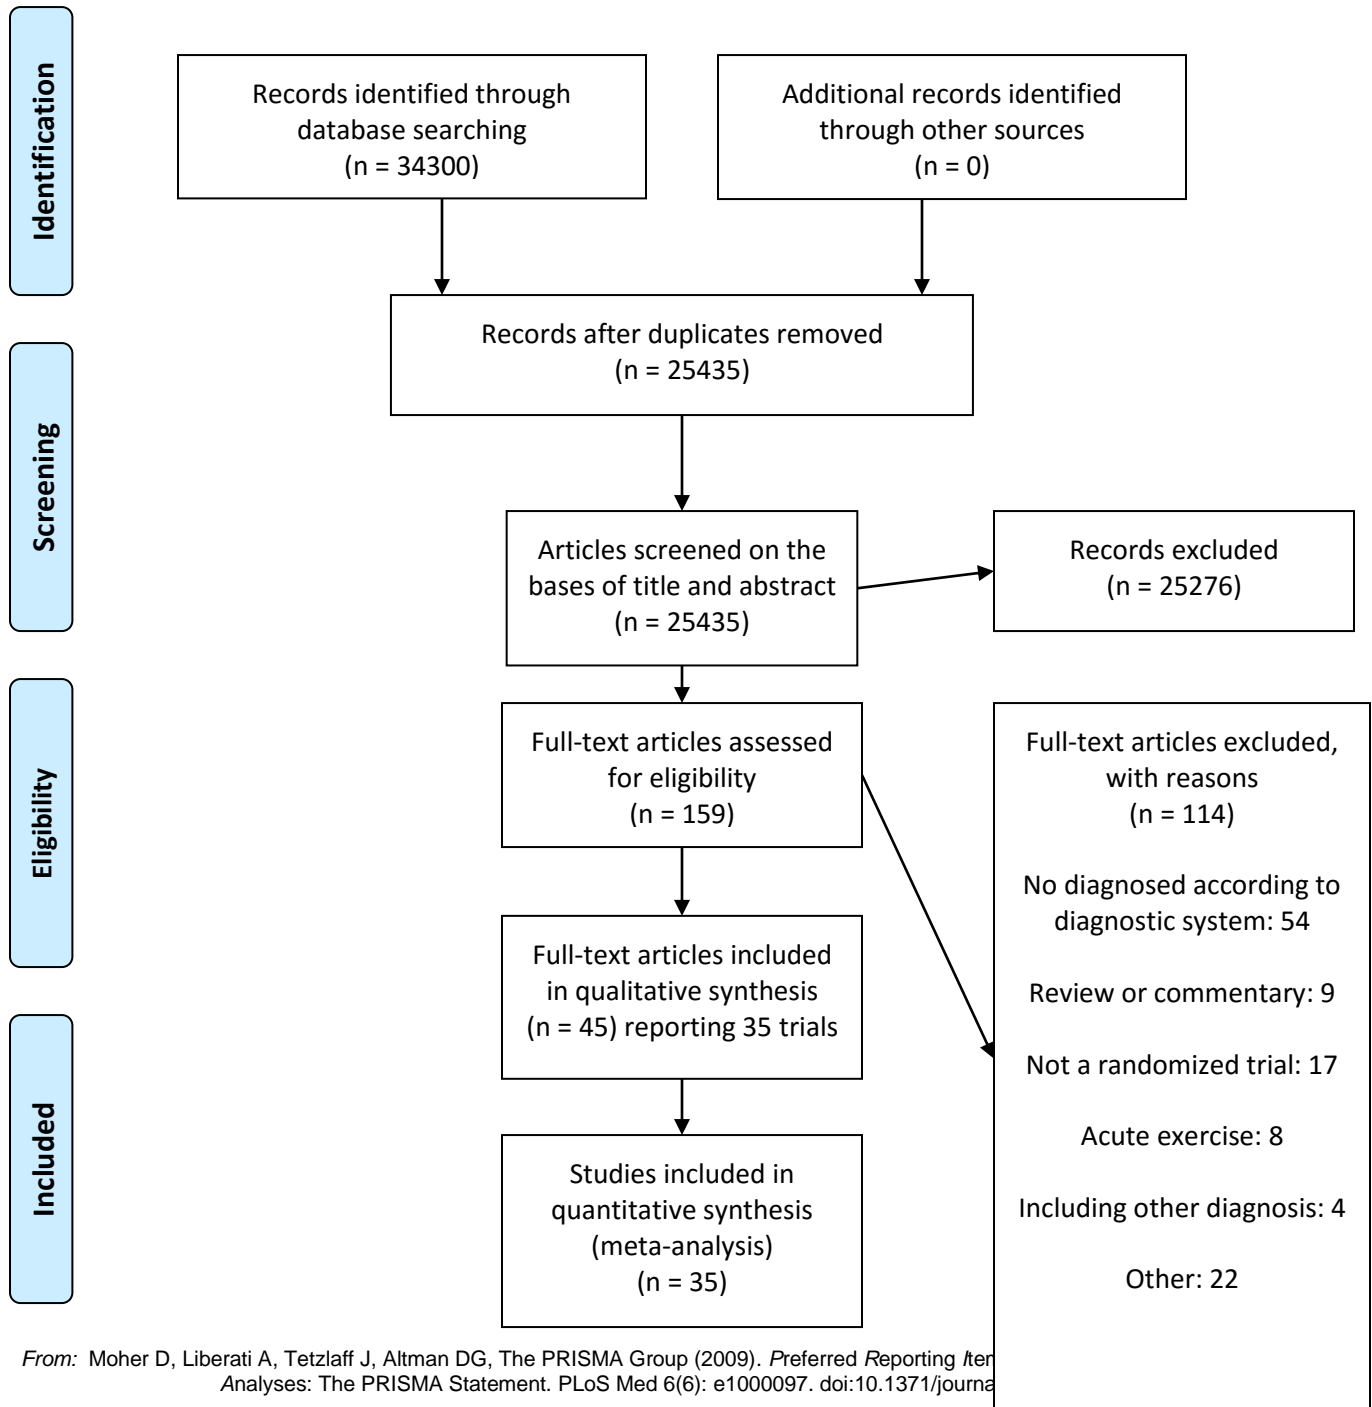 Identification
Records identified through
database searching
(n = 34300)
Additional records identified
through other sources
(n = 0)
Records after duplicates removed
(n = 25435)
Screening
Articles screened on the
bases of title and abstract
(n = 25435)
Records excluded
(n = 25276)
Eligibility
Full-text articles assessed
for eligibility
(n = 159)
Full-text articles excluded,
with reasons
(n = 114)
No diagnosed according to
diagnostic system: 54
Review or commentary: 9
Not a randomized trial: 17
Acute exercise: 8
Including other diagnosis: 4
Other: 22
Full-text articles included
in qualitative synthesis
(n = 45) reporting 35 trials
Included
Studies included in
quantitative synthesis
(meta-analysis)
(n = 35)
From: Moher D, Liberati A, Tetzlaff J, Altman DG, The PRISMA Group (2009). Preferred Reporting
Analyses: The PRISMA Statement. PLoS Med 6(6): e1000097. doi:10.1371/journa